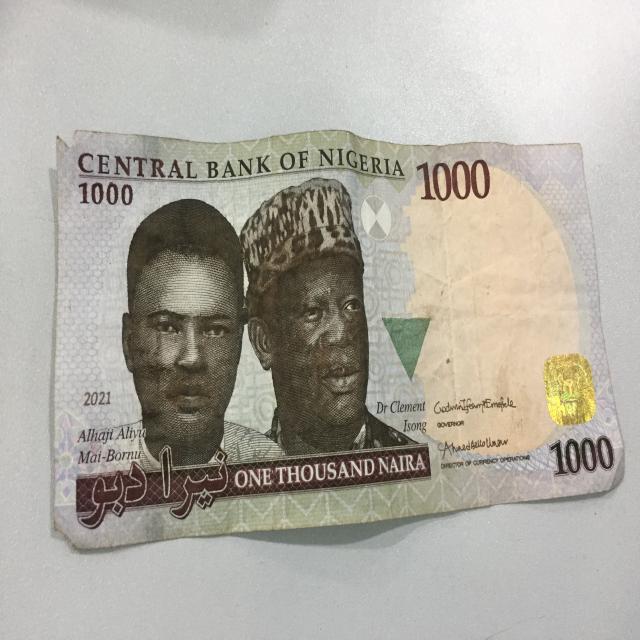 CENTRAL BANK OF NIGERIA
1000
1000
2021
Alhaji Aliyu
Mai-Bornu
Dr Clement
Isong
GOVERNOR
DIRECTOR OF CURRENCY OPERATIONS
نيرا دبو
ONE THOUSAND NAIRA
1000